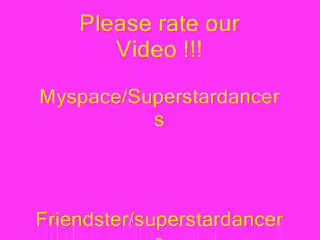 Please rate our
Video !!!
Myspace/Superstardancer
s
Friendster/superstardancer
s